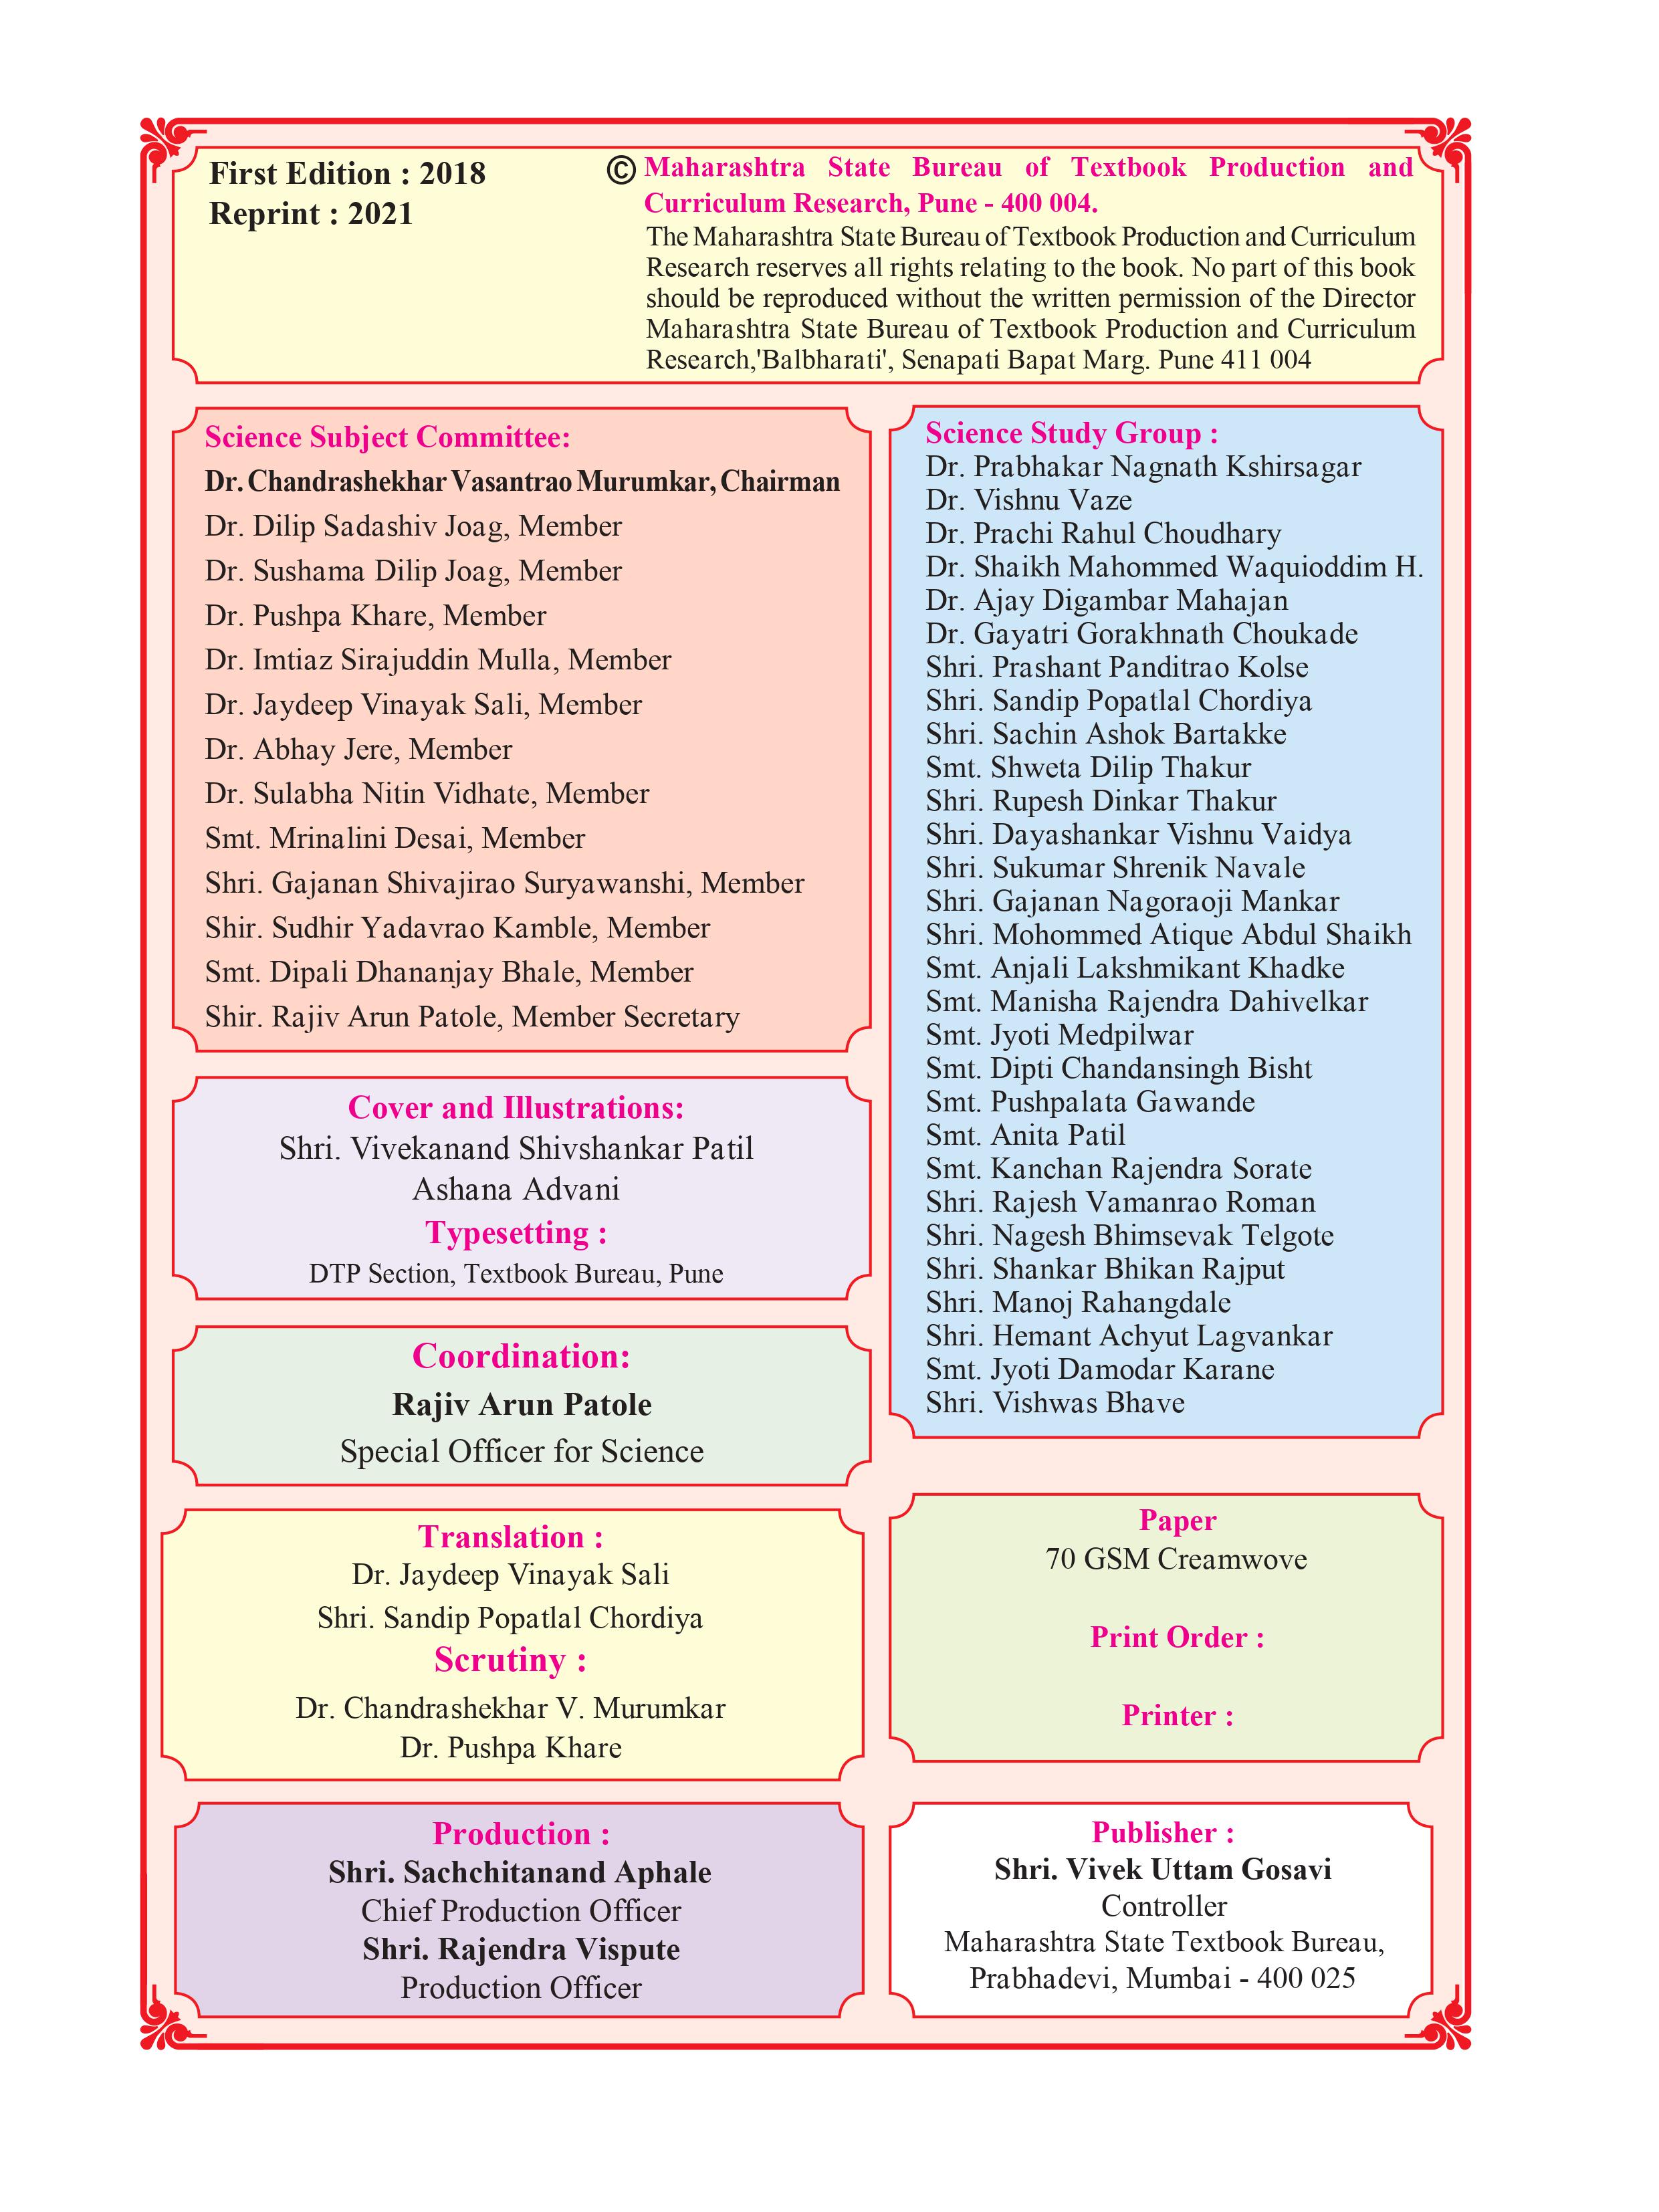 First Edition : 2018
Reprint : 2021
© Maharashtra State Bureau of Textbook Production and
Curriculum Research, Pune - 400 004.
The Maharashtra State Bureau of Textbook Production and Curriculum
Research reserves all rights relating to the book. No part of this book
should be reproduced without the written permission of the Director
Maharashtra State Bureau of Textbook Production and Curriculum
Research,'Balbharati', Senapati Bapat Marg. Pune 411 004
Science Subject Committee:
Dr. Chandrashekhar Vasantrao Murumkar, Chairman
Dr. Dilip Sadashiv Joag, Member
Dr. Sushama Dilip Joag, Member
Dr. Pushpa Khare, Member
Dr. Imtiaz Sirajuddin Mulla, Member
Dr. Jaydeep Vinayak Sali, Member
Dr. Abhay Jere, Member
Dr. Sulabha Nitin Vidhate, Member
Smt. Mrinalini Desai, Member
Shri. Gajanan Shivajirao Suryawanshi, Member
Shir. Sudhir Yadavrao Kamble, Member
Smt. Dipali Dhananjay Bhale, Member
Shir. Rajiv Arun Patole, Member Secretary
Science Study Group :
Dr. Prabhakar Nagnath Kshirsagar
Dr. Vishnu Vaze
Dr. Prachi Rahul Choudhary
Dr. Shaikh Mahommed Waquioddim H.
Dr. Ajay Digambar Mahajan
Dr. Gayatri Gorakhnath Choukade
Shri. Prashant Panditrao Kolse
Shri. Sandip Popatlal Chordiya
Shri. Sachin Ashok Bartakke
Smt. Shweta Dilip Thakur
Shri. Rupesh Dinkar Thakur
Shri. Dayashankar Vishnu Vaidya
Shri. Sukumar Shrenik Navale
Shri. Gajanan Nagoraoji Mankar
Shri. Mohommed Atique Abdul Shaikh
Smt. Anjali Lakshmikant Khadke
Smt. Manisha Rajendra Dahivelkar
Smt. Jyoti Medpilwar
Smt. Dipti Chandansingh Bisht
Smt. Pushpalata Gawande
Smt. Anita Patil
Smt. Kanchan Rajendra Sorate
Shri. Rajesh Vamanrao Roman
Shri. Nagesh Bhimsevak Telgote
Shri. Shankar Bhikan Rajput
Shri. Manoj Rahangdale
Shri. Hemant Achyut Lagvankar
Smt. Jyoti Damodar Karane
Shri. Vishwas Bhave
Cover and Illustrations:
Shri. Vivekanand Shivshankar Patil
Ashana Advani
Typesetting :
DTP Section, Textbook Bureau, Pune
Coordination:
Rajiv Arun Patole
Special Officer for Science
Translation :
Dr. Jaydeep Vinayak Sali
Shri. Sandip Popatlal Chordiya
Scrutiny :
Dr. Chandrashekhar V. Murumkar
Dr. Pushpa Khare
Paper
70 GSM Creamwove
Print Order :
Printer :
Production :
Shri. Sachchitanand Aphale
Chief Production Officer
Shri. Rajendra Vispute
Production Officer
Publisher :
Shri. Vivek Uttam Gosavi
Controller
Maharashtra State Textbook Bureau,
Prabhadevi, Mumbai - 400 025